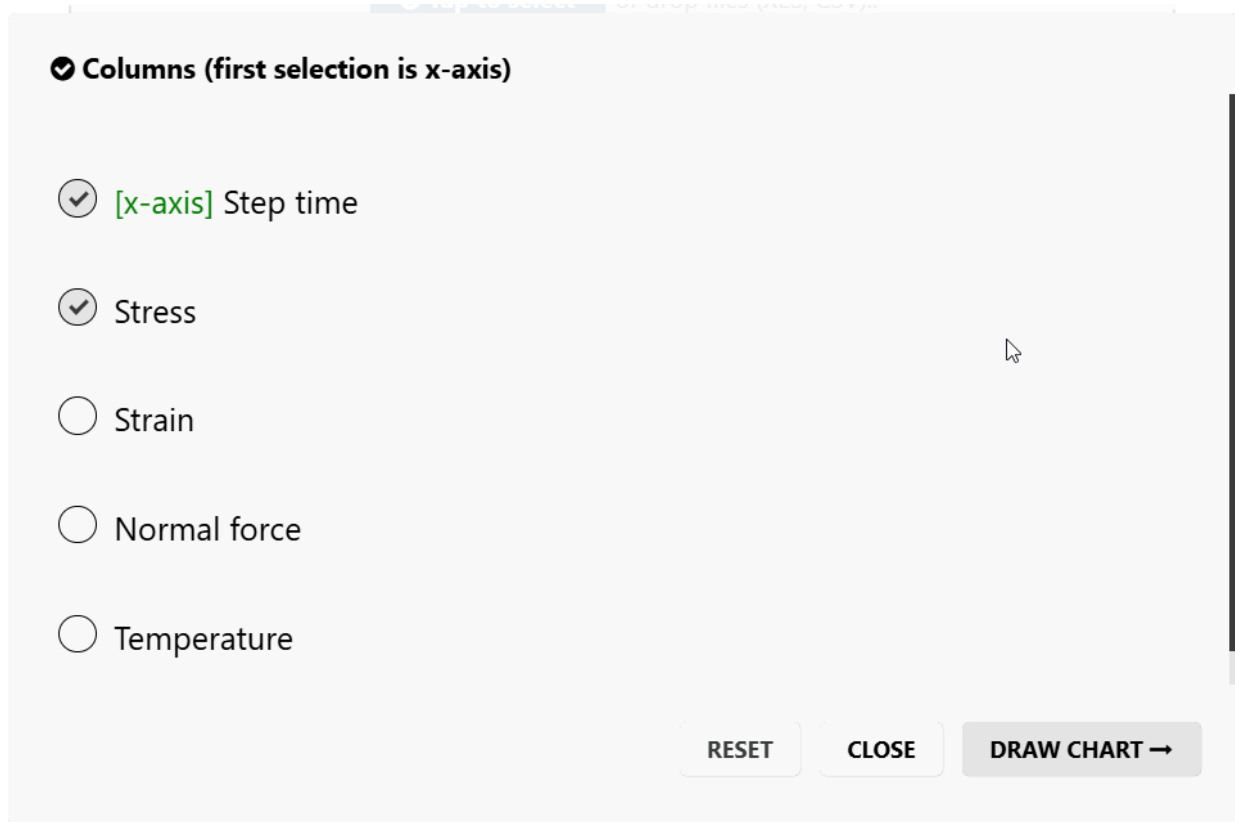 Columns (first selection is x-axis)
[x-axis] Step time
Stress
Strain
Normal force
Temperature
RESET CLOSE DRAW CHART →